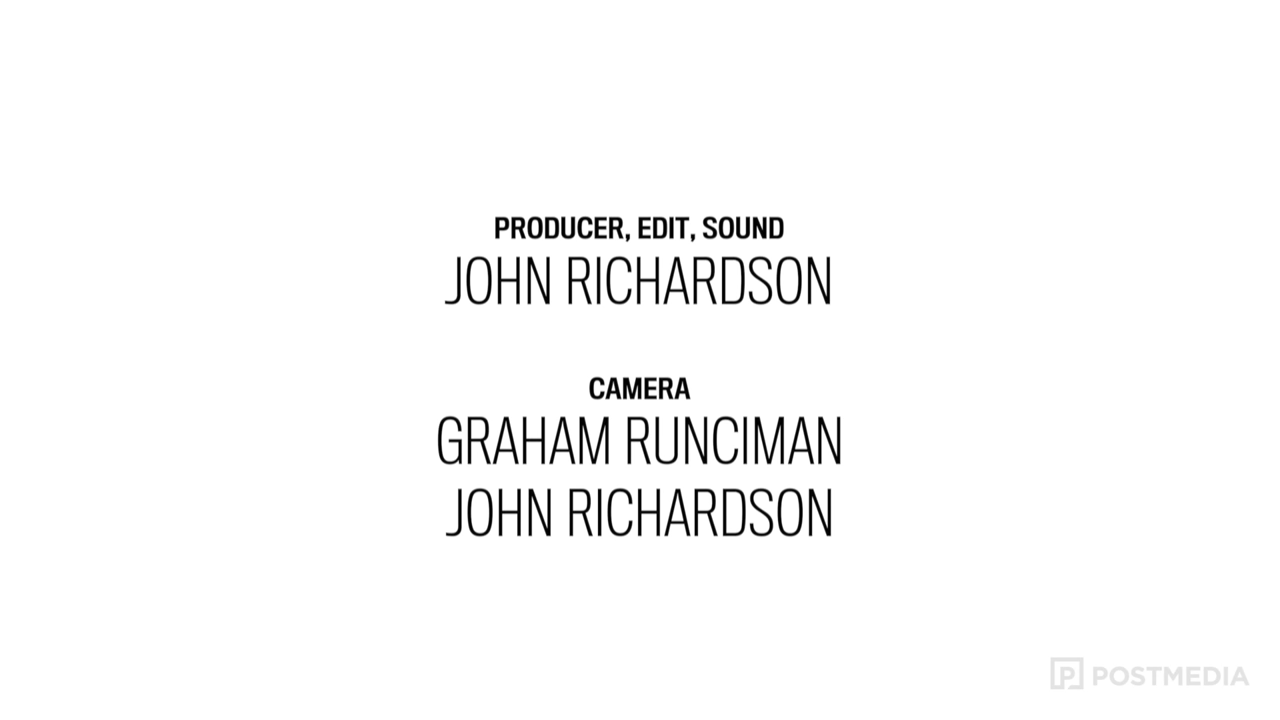 PRODUCER, EDIT, SOUND
JOHN RICHARDSON
CAMERA
GRAHAM RUNCIMAN
JOHN RICHARDSON
P POSTMEDIA